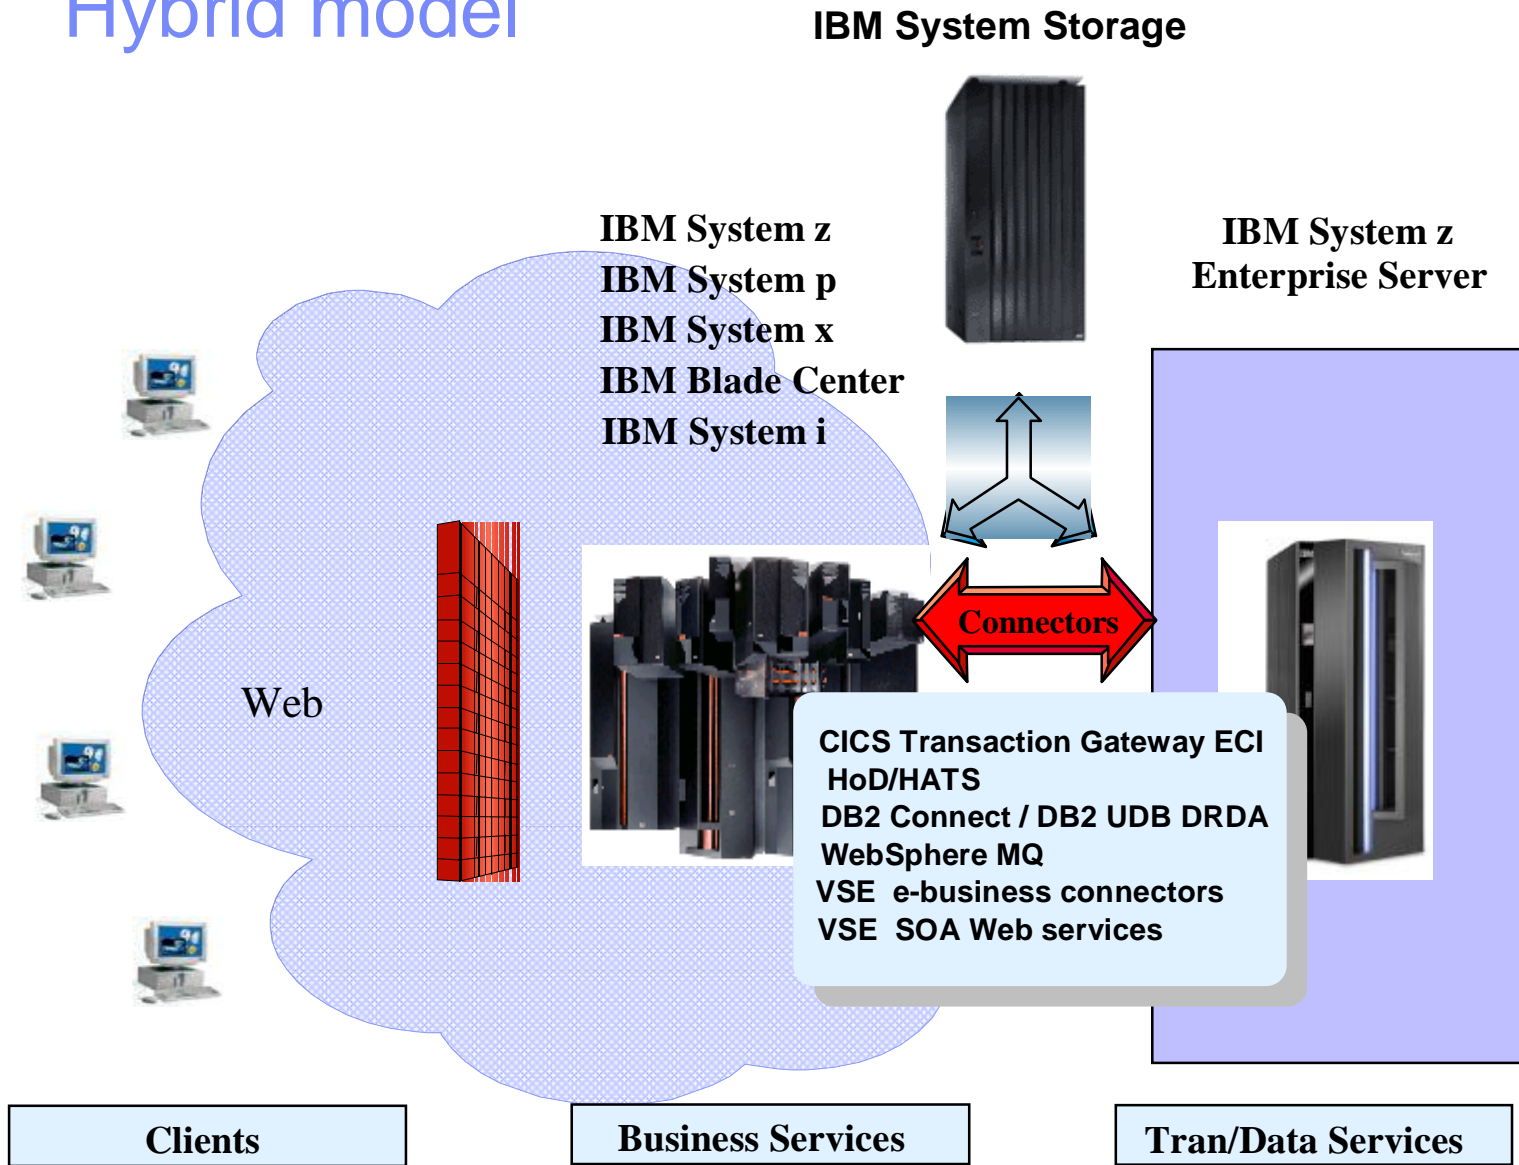 Hybrid model
IBM System Storage
IBM System z
IBM System p
IBM System x
IBM Blade Center
IBM System i
IBM System z
Enterprise Server
Connectors
Web
CICS Transaction Gateway ECI
HoD/HATS
DB2 Connect / DB2 UDB DRDA
WebSphere MQ
VSE e-business connectors
VSE SOA Web services
Clients
Business Services
Tran/Data Services